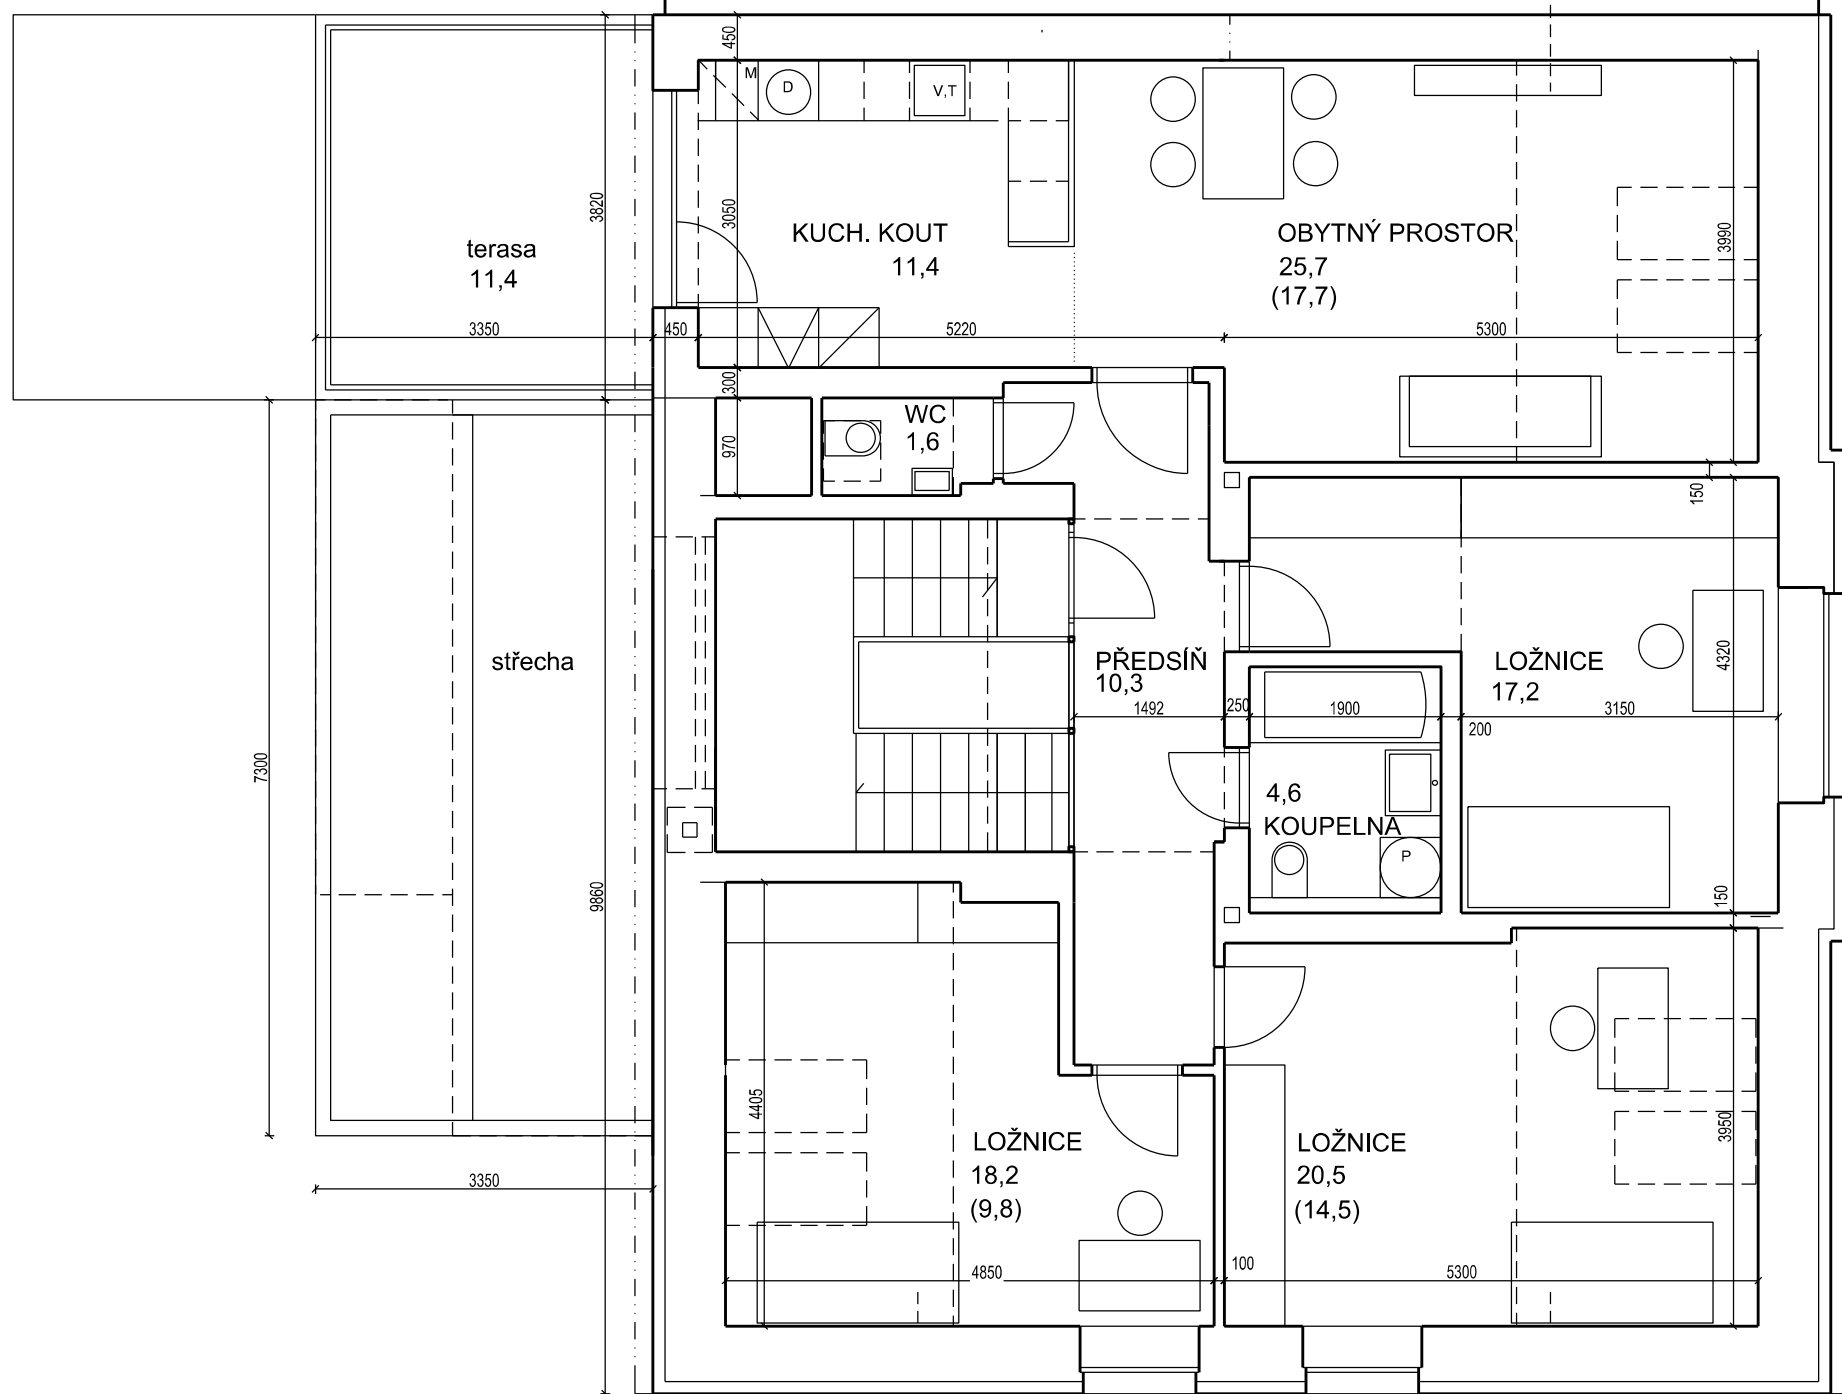 450
M
D
V,T
3820
3050
terasa
11,4
KUCH. KOUT
11,4
OBYTNÝ PROSTOR
25,7
(17,7)
3990
3350
450
5220
5300
300
WC
1,6
970
150
střecha
PŘEDSÍŇ
10,3
LOŽNICE
17,2
4320
1492
250
1900
200
3150
7300
4,6
KOUPELNA
P
9860
150
4405
3950
LOŽNICE
18,2
(9,8)
LOŽNICE
20,5
(14,5)
3350
4850
100
5300